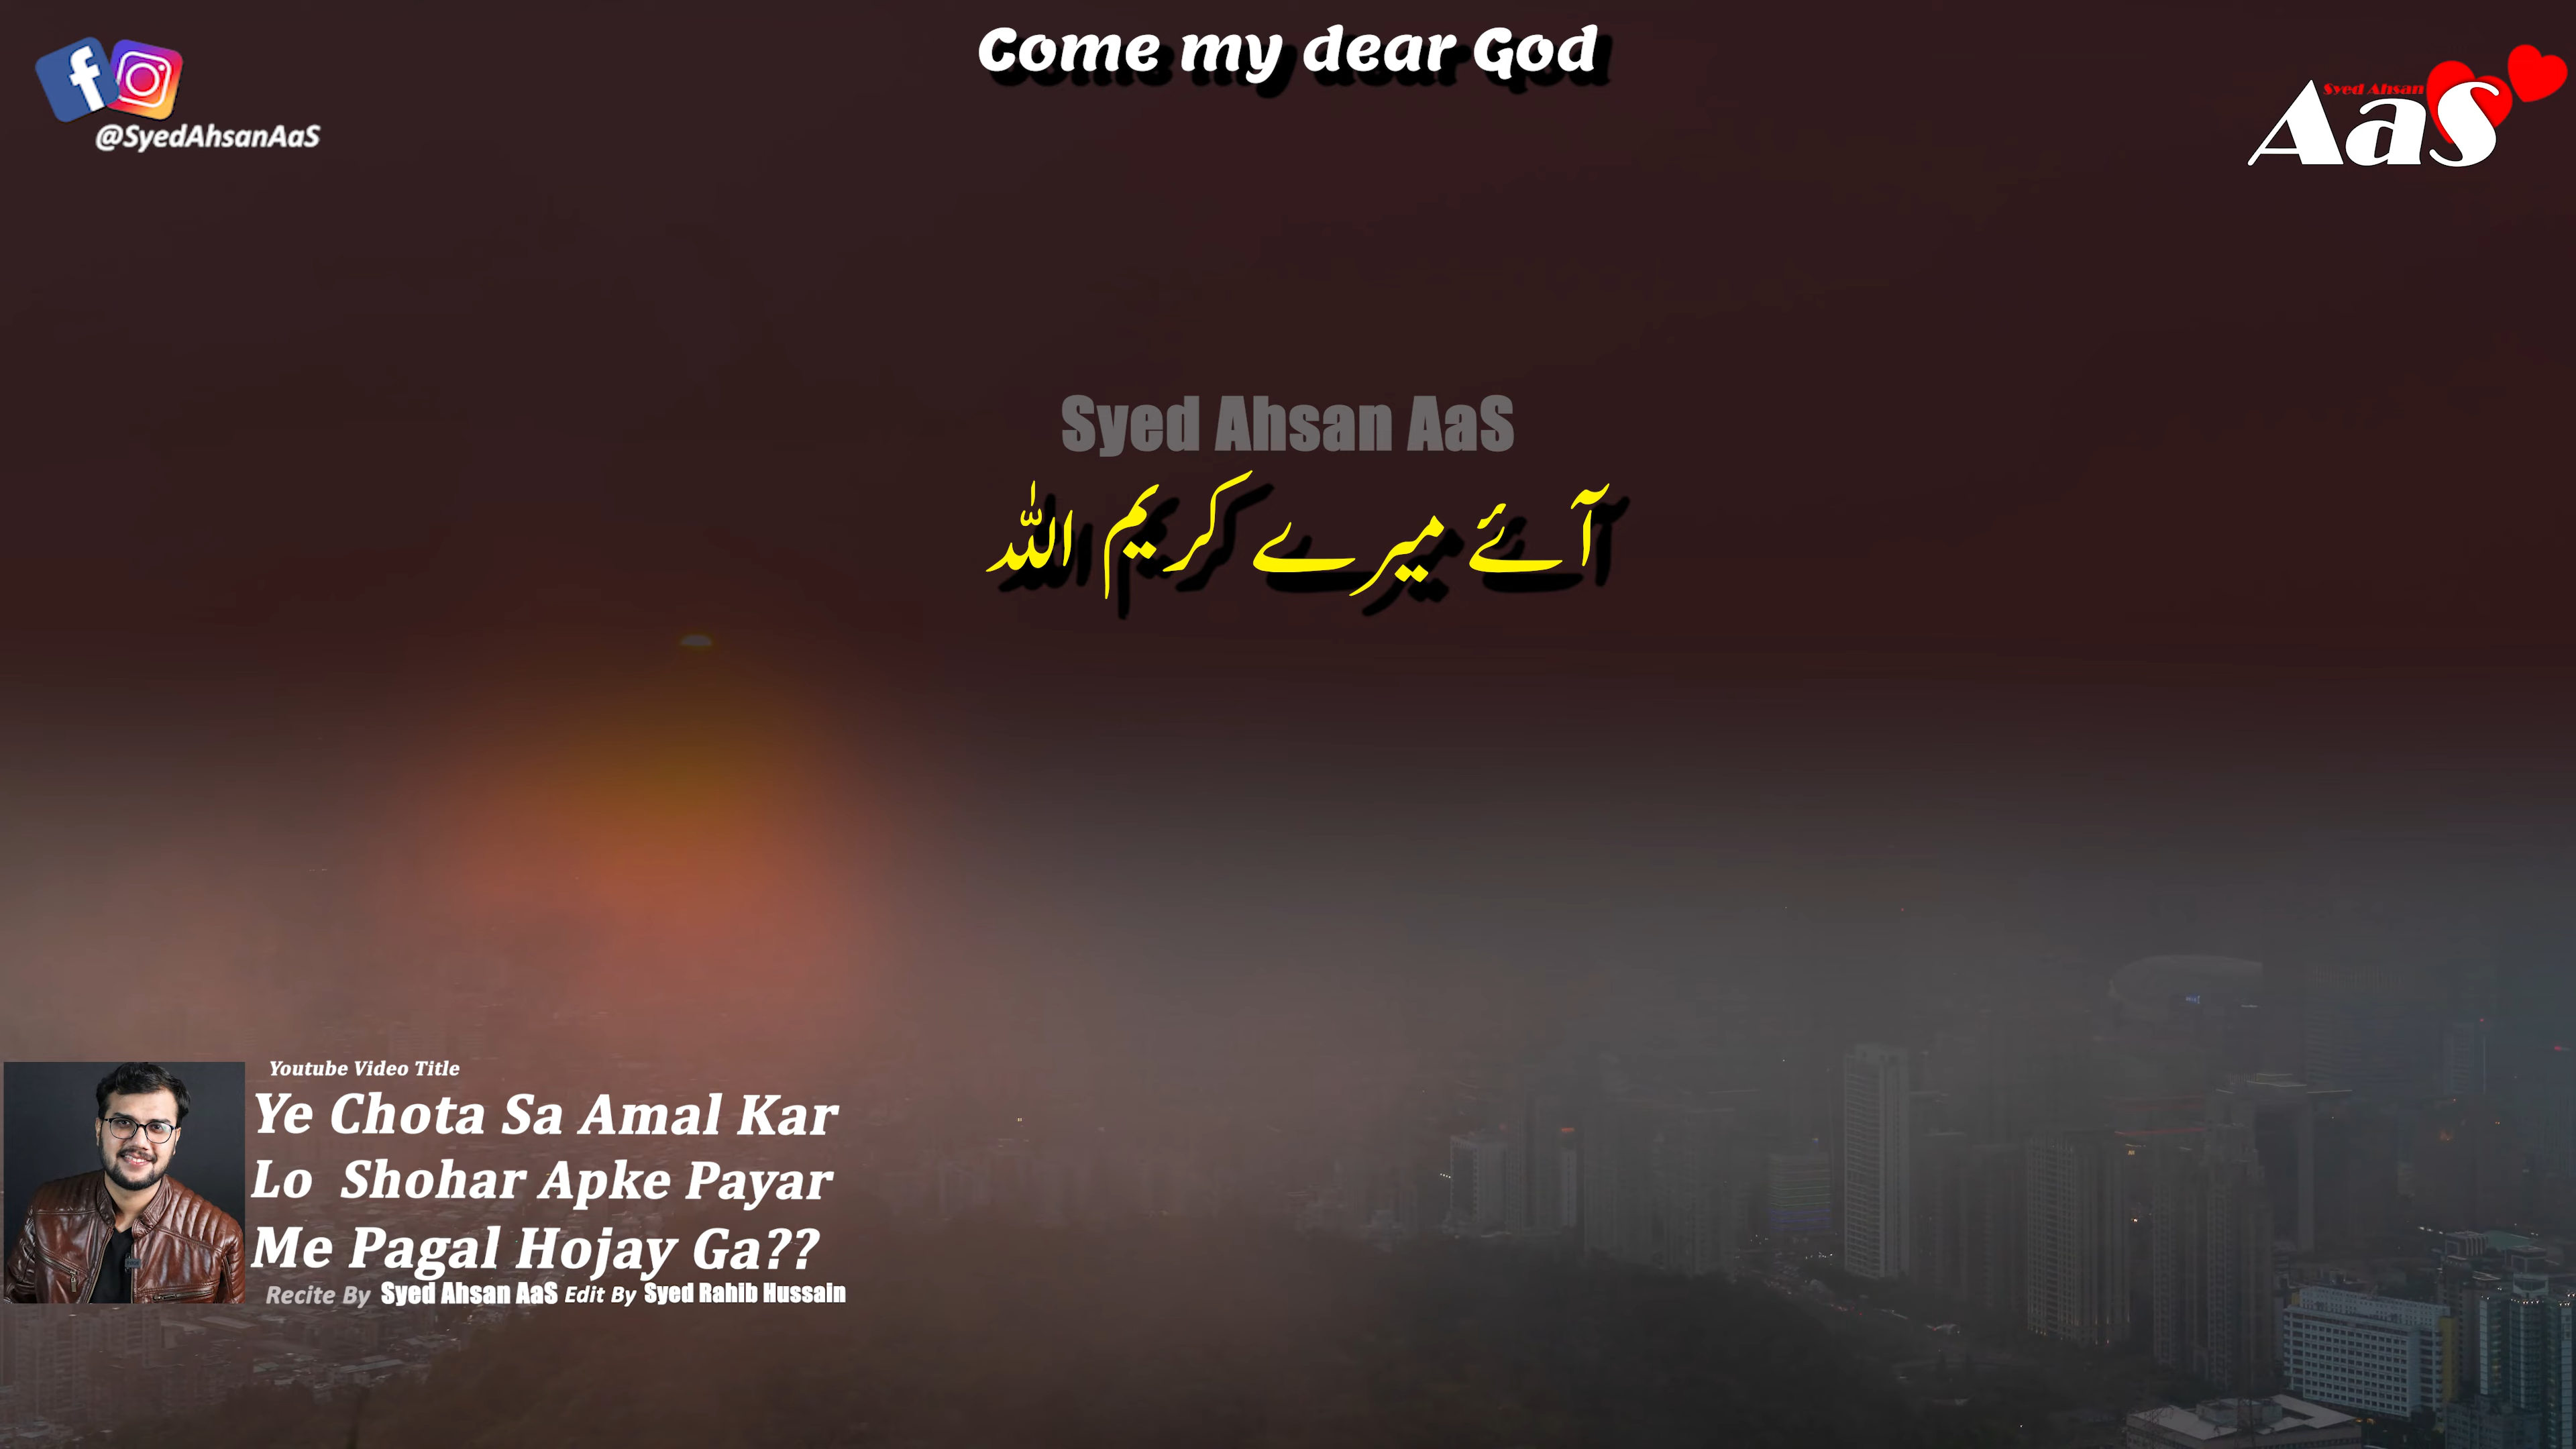 Come my dear God
@SyedAhsanAaS
Syed Ahsan
AaS
Syed Ahsan AaS
آئے میرے کریم اللہ
Youtube Video Title
Ye Chota Sa Amal Kar
Lo Shohar Apke Payar
Me Pagal Hojay Ga??
Recite By Syed Ahsan AaS Edit By Syed Rahib Hussain